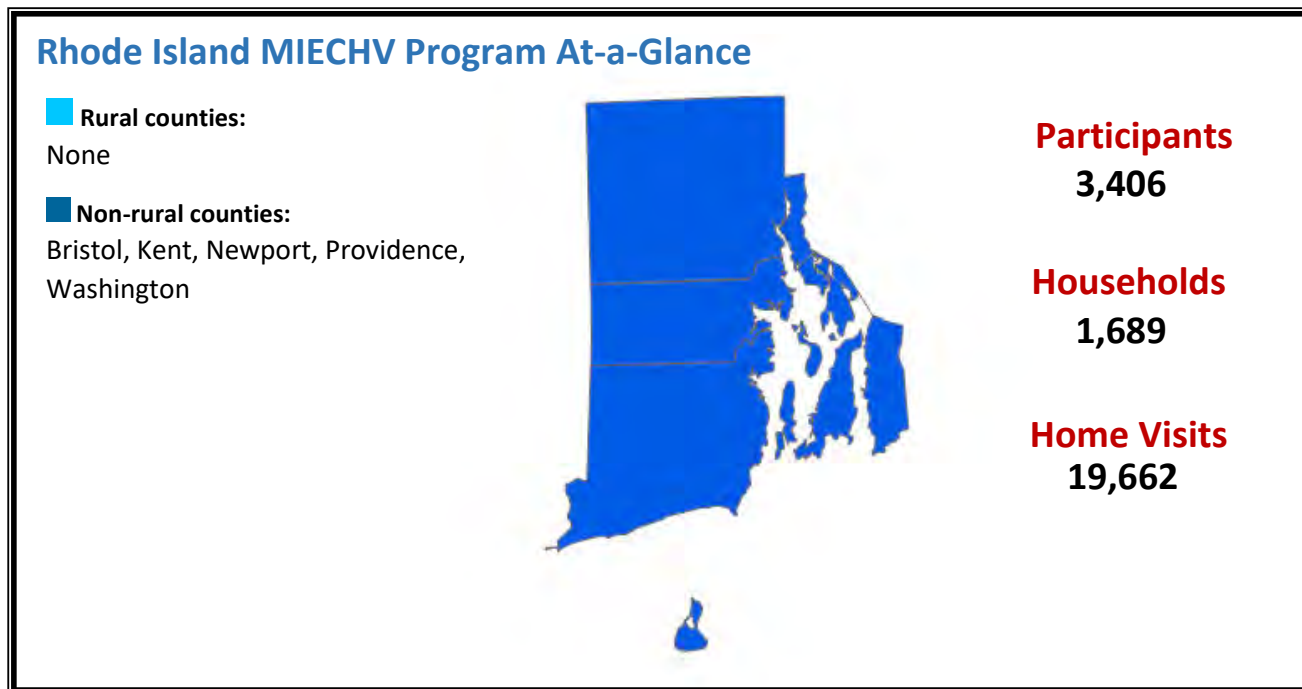 Rhode Island MIECHV Program At-a-Glance
Rural counties:
None
Non-rural counties:
Bristol, Kent, Newport, Providence,
Washington
Participants
3,406
Households
1,689
Home Visits
19,662